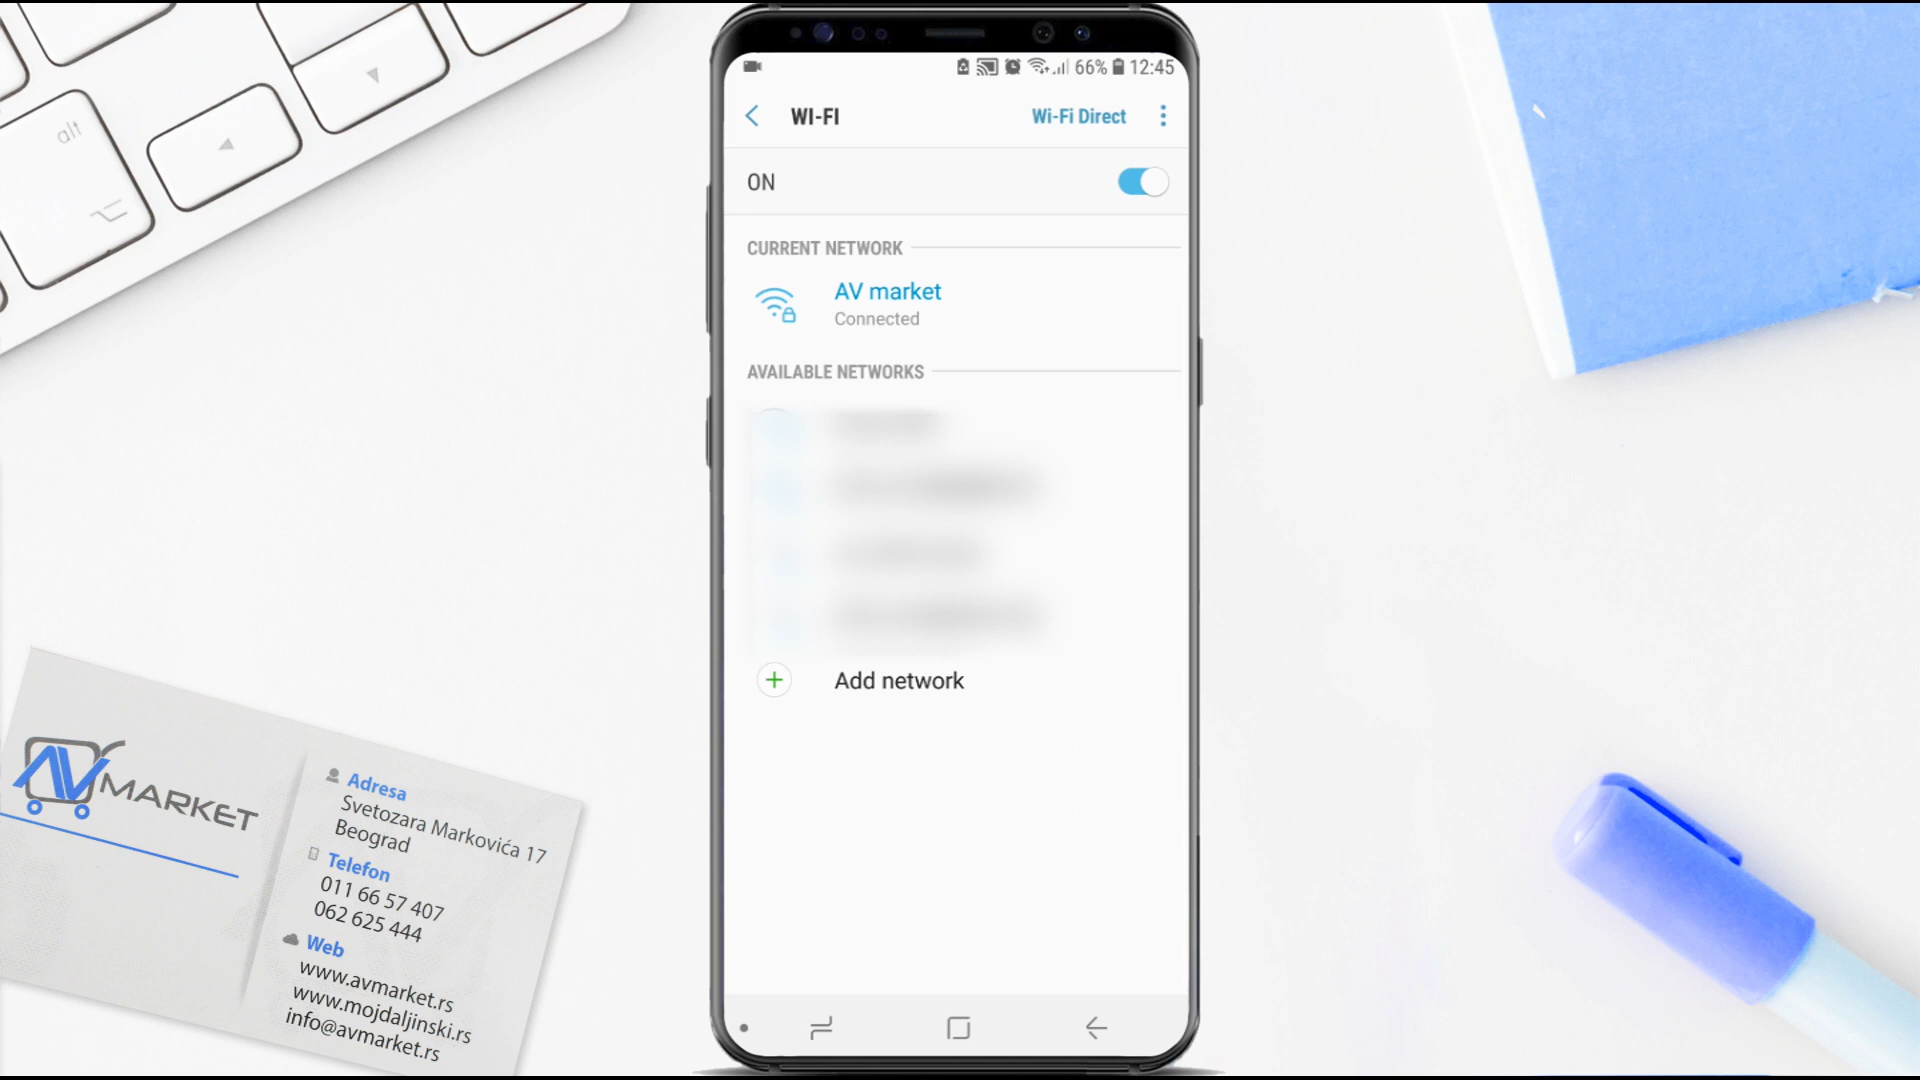 alt
66% 12:45
WI-FI Wi-Fi Direct
ON
CURRENT NETWORK
AV market
Connected
AVAILABLE NETWORKS
Add network
AV MARKET
Adresa
Svetozara Markovića 17
Beograd
Telefon
011 66 57 407
062 625 444
Web
www.avmarket.rs
www.mojdaljinski.rs
info@avmarket.rs